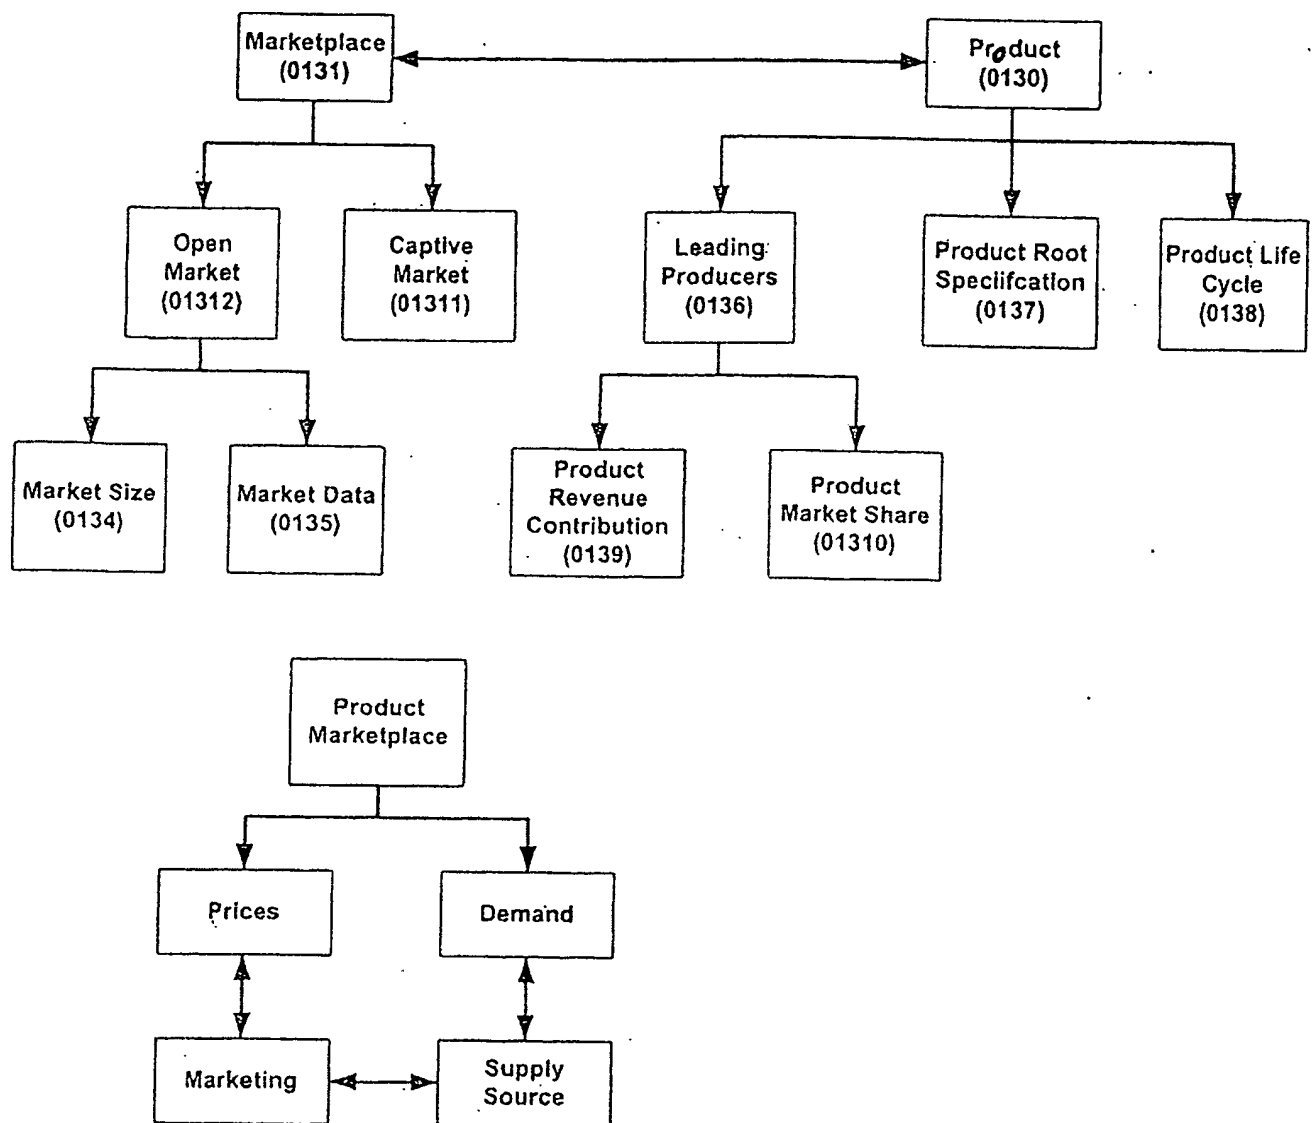 Marketplace
(0131)
Product
(0130)
Open
Market
(01312)
Captive
Market
(01311)
Leading
Producers
(0136)
Product Root
Speciifcation
(0137)
Product Life
Cycle
(0138)
Market Size
(0134)
Market Data
(0135)
Product
Revenue
Contribution
(0139)
Product
Market Share
(01310)
Product
Marketplace
Prices
Demand
Marketing
Supply
Source